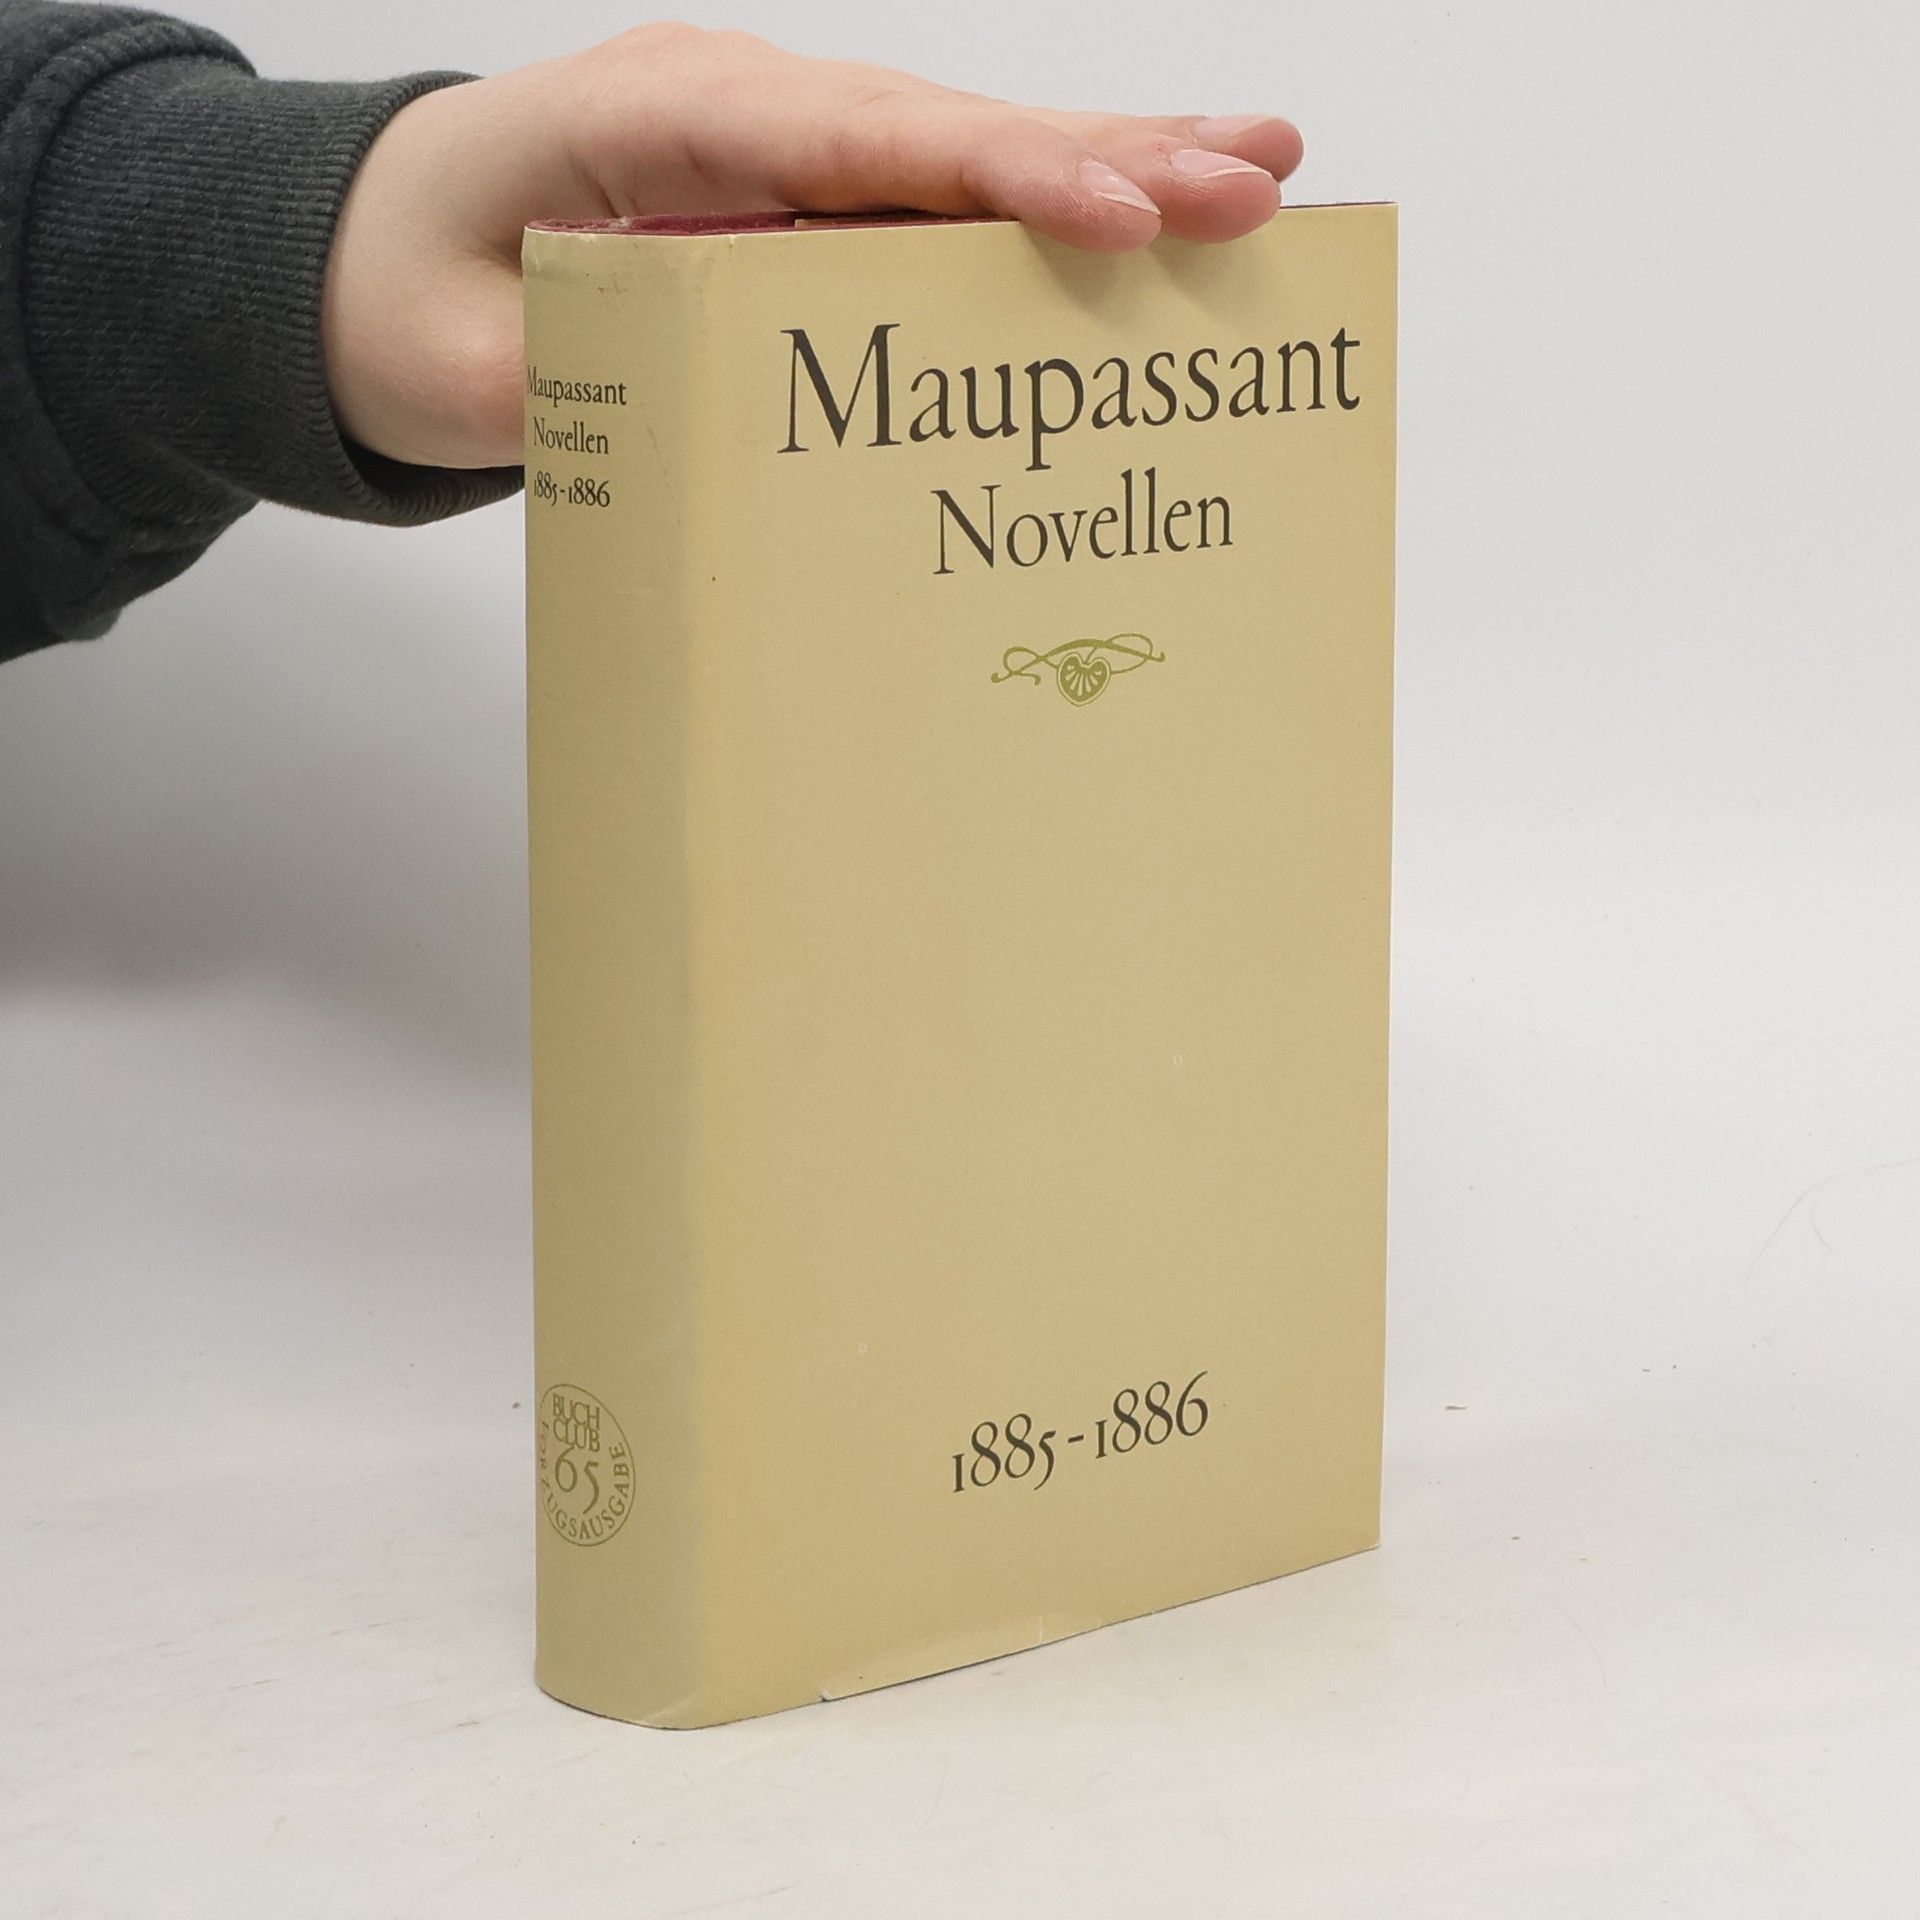 Maupassant
Novellen
1885-1886
BUCH
CLUB
65
VORZUGSAUSGABE
Maupassant
Novellen
1885-1886